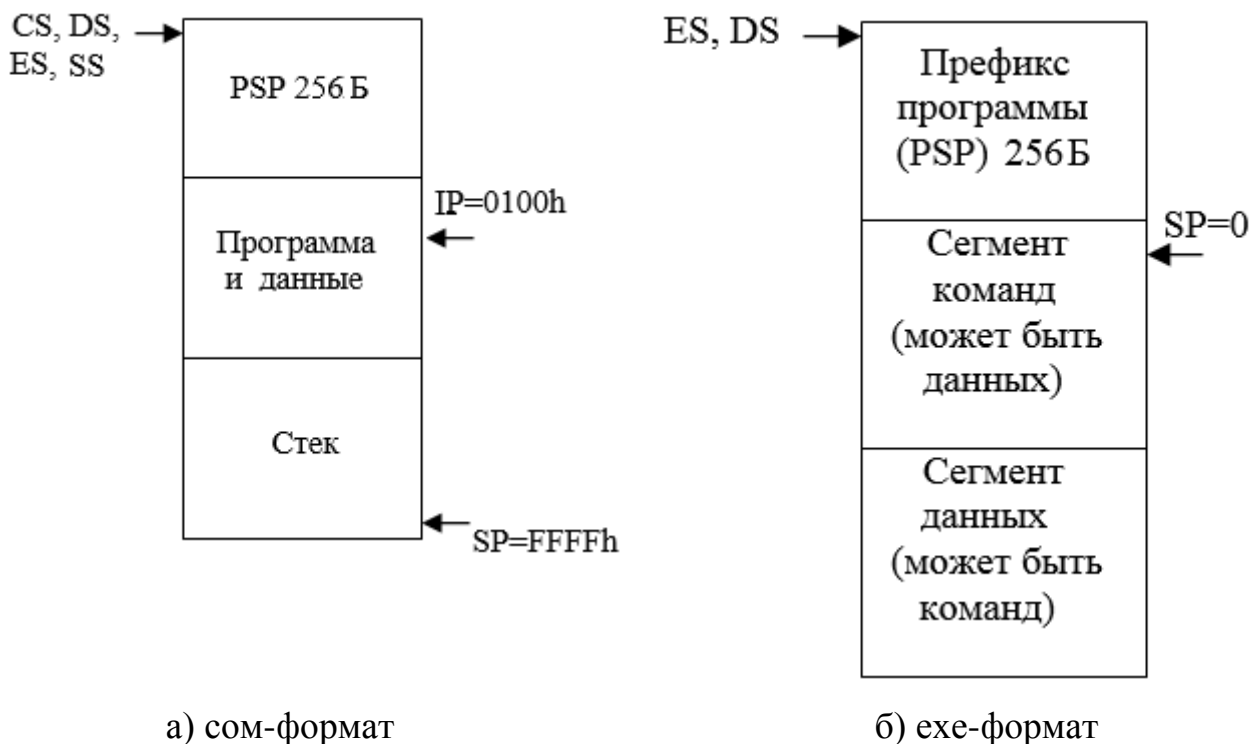 CS, DS,
ES, SS
PSP 256 Б
IP=0100h
Программа
и данные
Стек
SP=FFFFh
а) com-формат
ES, DS
Префикс
программы
(PSP) 256 Б
SP=0
Сегмент
команд
(может быть
данных)
Сегмент
данных
(может быть
команд)
б) exe-формат